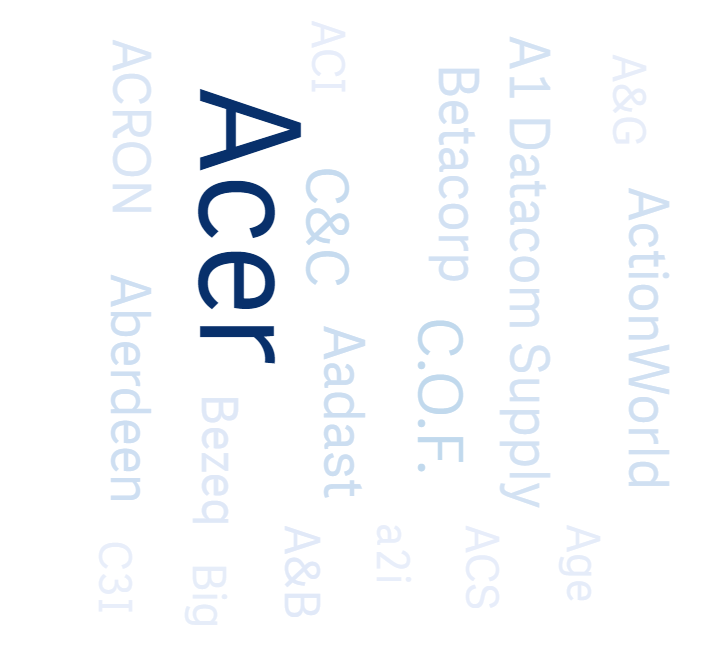 ACRON
Aberdeen
C3I
Acer
Bezeq
Big
ACI
C&C
Aadast
A&B
Betacorp
C.O.F.
a2i
A1 Datacom Supply
ACS
A&G
ActionWorld
Age